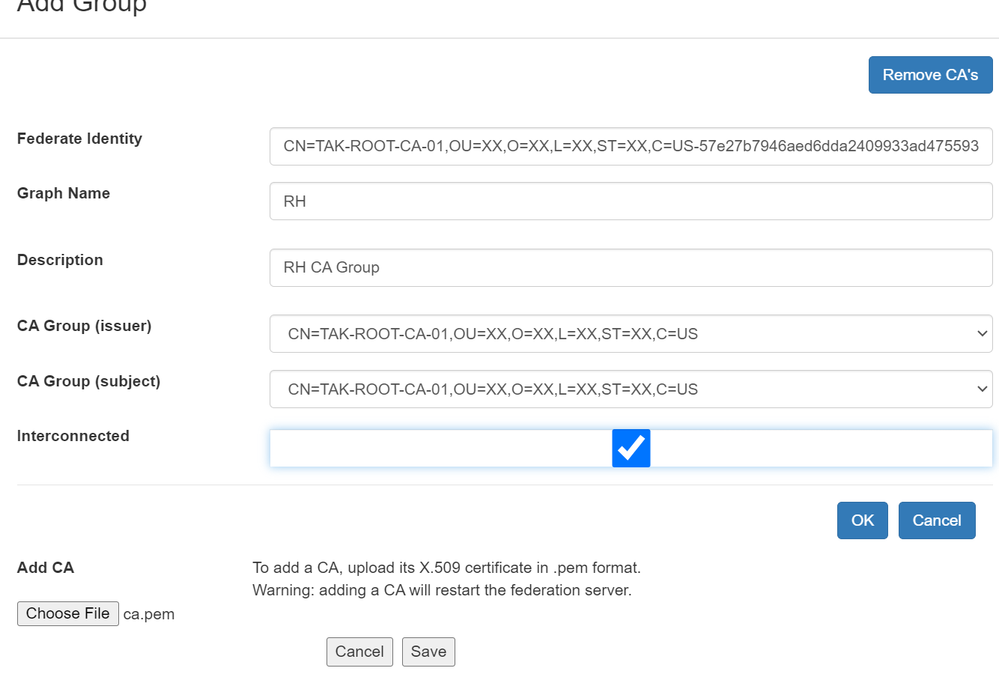 Add Group
Remove CA's
Federate Identity
CN=TAK-ROOT-CA-01,OU=XX,O=XX,L=XX,ST=XX,C=US-57e27b7946aed6dda2409933ad475593
Graph Name
RH
Description
RH CA Group
CA Group (issuer)
CN=TAK-ROOT-CA-01,OU=XX,O=XX,L=XX,ST=XX,C=US
CA Group (subject)
CN=TAK-ROOT-CA-01,OU=XX,O=XX,L=XX,ST=XX,C=US
Interconnected
OK Cancel
Add CA
To add a CA, upload its X.509 certificate in .pem format.
Warning: adding a CA will restart the federation server.
Choose File ca.pem
Cancel Save